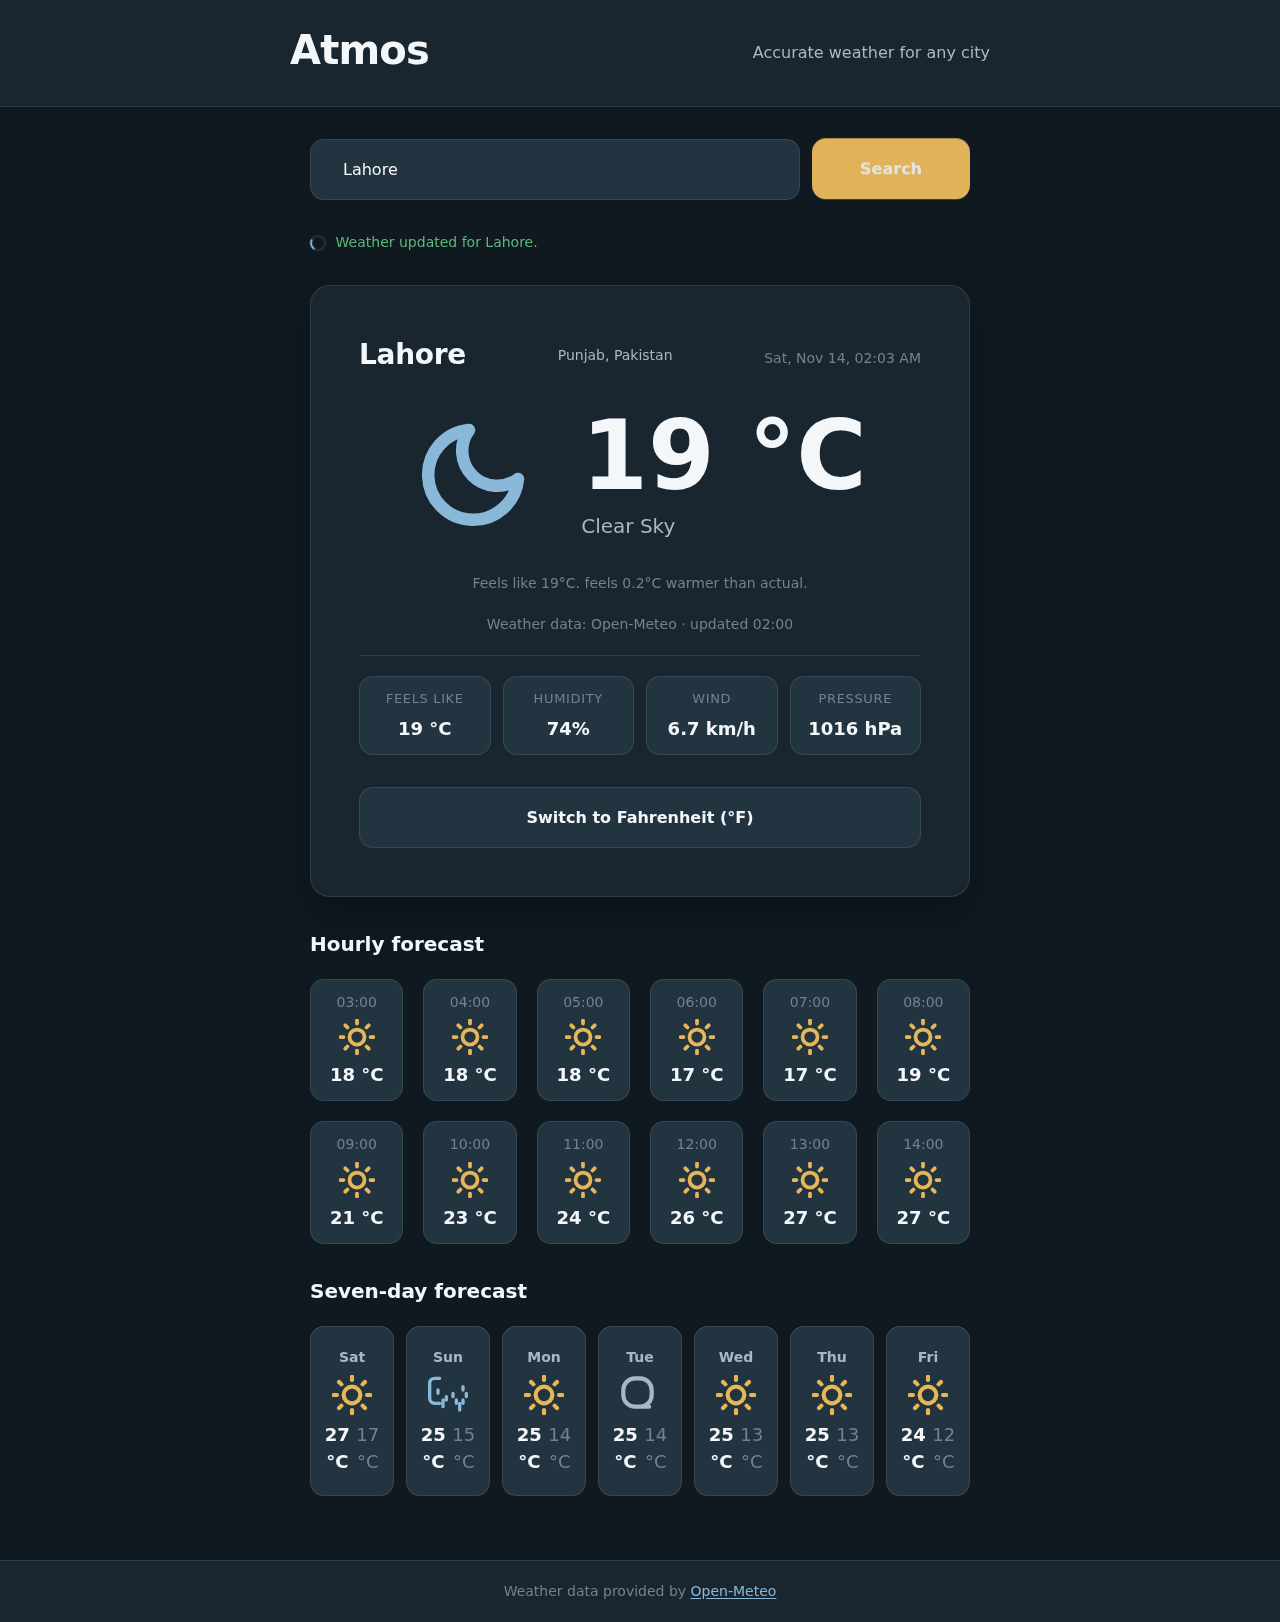 Atmos
Accurate weather for any city
Lahore
Search
Weather updated for Lahore.
Lahore
Punjab, Pakistan
Sat, Nov 14, 02:03 AM
19 °C
Clear Sky
Feels like 19°C. feels 0.2°C warmer than actual.
Weather data: Open-Meteo · updated 02:00
FEELS LIKE
19 °C
HUMIDITY
74%
WIND
6.7 km/h
PRESSURE
1016 hPa
Switch to Fahrenheit (°F)
Hourly forecast
03:00
18 °C
04:00
18 °C
05:00
18 °C
06:00
17 °C
07:00
17 °C
08:00
19 °C
09:00
21 °C
10:00
23 °C
11:00
24 °C
12:00
26 °C
13:00
27 °C
14:00
27 °C
Seven-day forecast
Sat
27 17
°C °C
Sun
25 15
°C °C
Mon
25 14
°C °C
Tue
25 14
°C °C
Wed
25 13
°C °C
Thu
25 13
°C °C
Fri
24 12
°C °C
Weather data provided by Open-Meteo